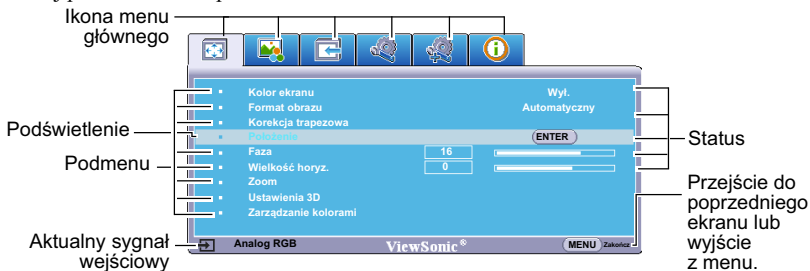 Ikona menu
głównego
Kolor ekranu Wył.
Format obrazu Automatyczny
Korekcja trapezowa
Podświetlenie
Położenie ENTER
Status
Faza 16
Podmenu
Wielkość horyz. 0
Zoom
Ustawienia 3D
Zarządzanie kolorami
Przejście do
poprzedniego
ekranu lub
wyjście
z menu.
Aktualny sygnał
wejściowy
Analog RGB ViewSonic® MENU Zakończ